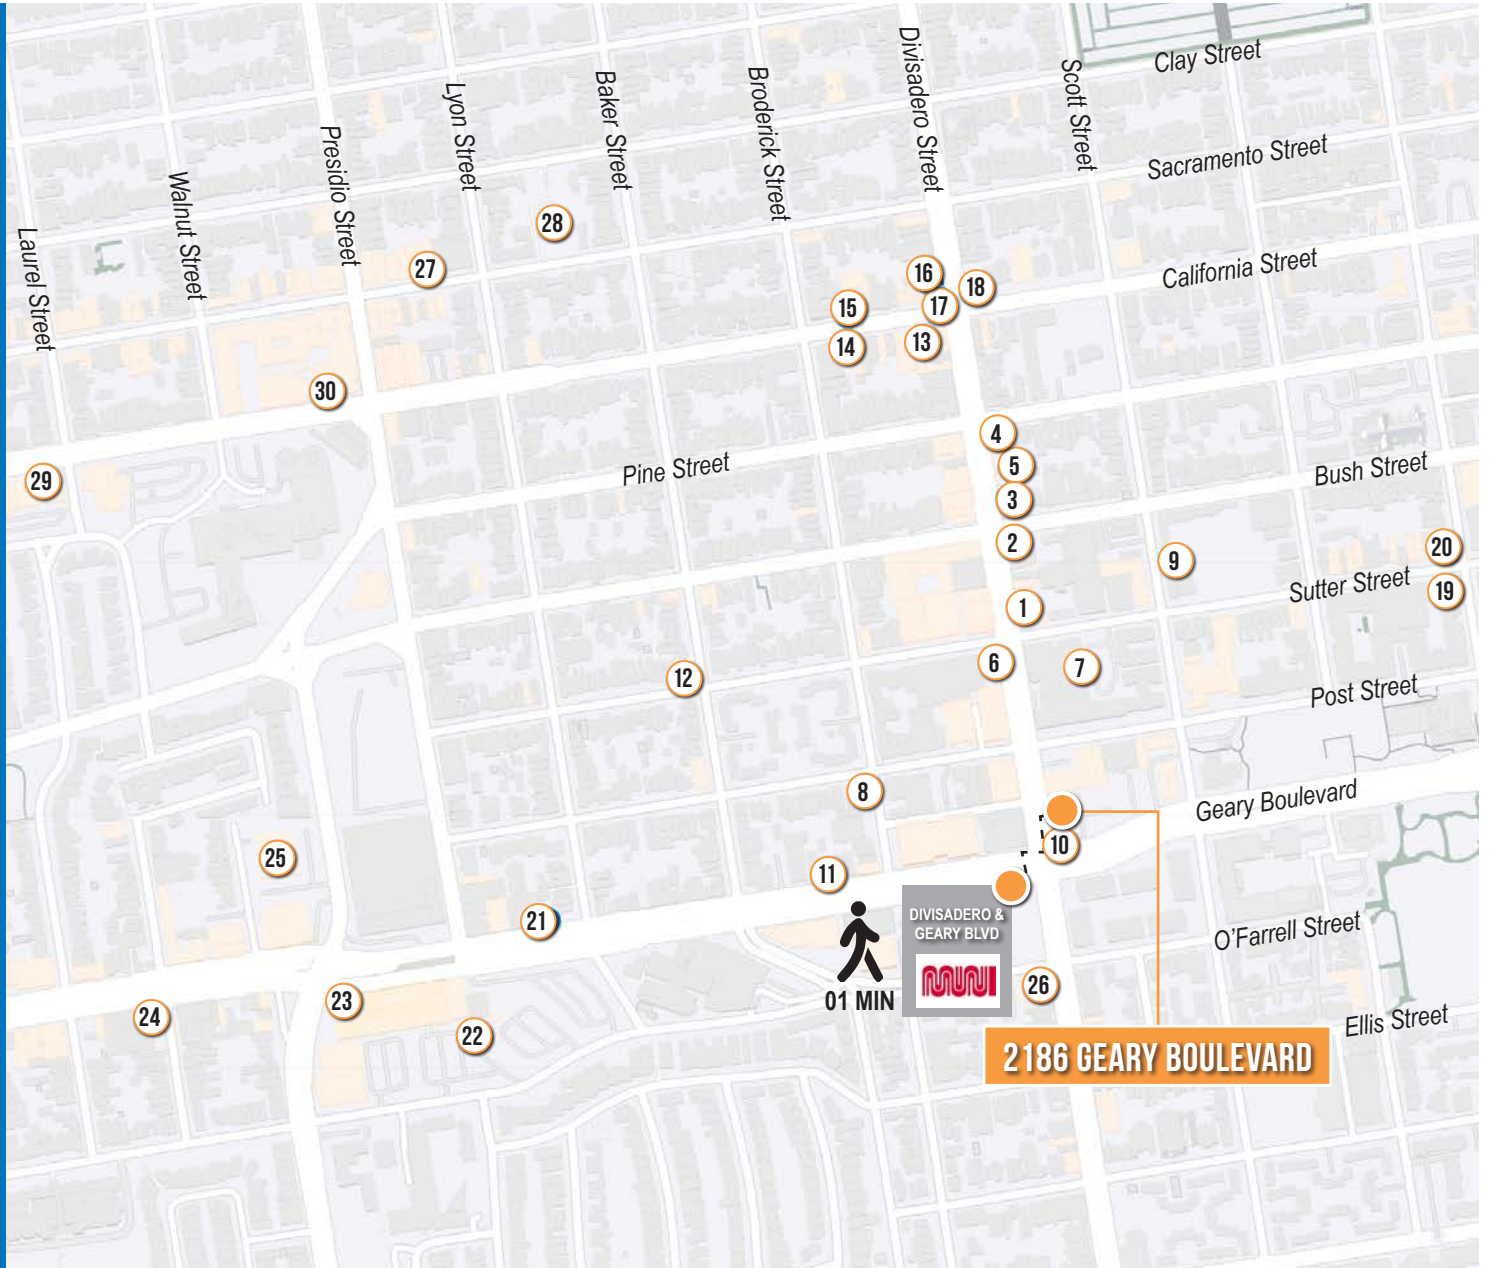 Clay Street
Divisadero Street
Scott Street
Broderick Street
Baker Street
Lyon Street
Presidio Street
Walnut Street
Laurel Street
Sacramento Street
California Street
28
27
16
18
17
15
13
14
30
4
5
3
2
29
Pine Street
Bush Street
9
20
19
Sutter Street
1
6
7
12
Post Street
8
Geary Boulevard
10
25
11
21
DIVISADERO &
GEARY BLVD
MUNI
01 MIN
O'Farrell Street
26
23
24
22
Ellis Street
2186 GEARY BOULEVARD